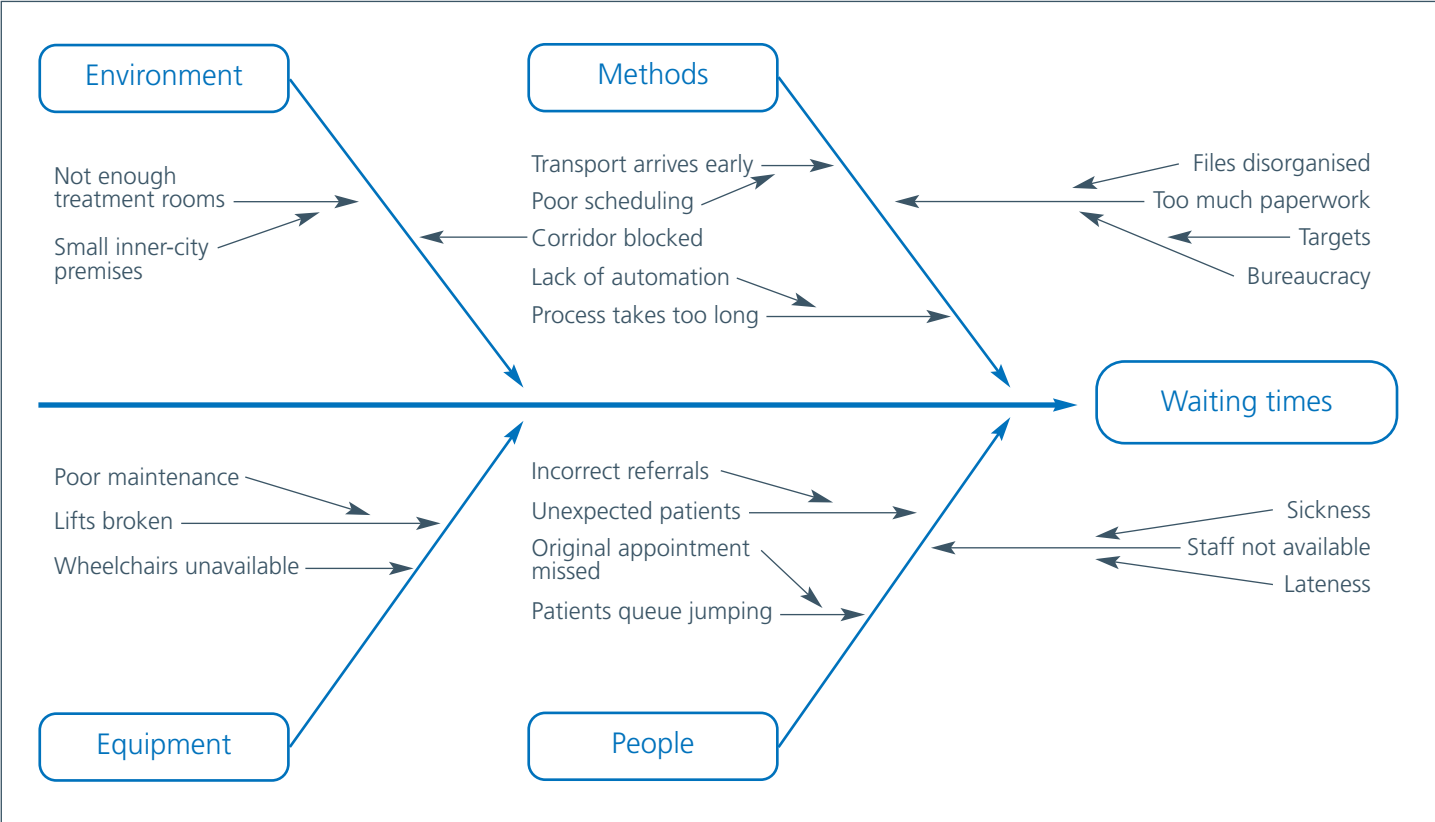 Environment
Methods
Not enough
treatment rooms
Small inner-city
premises
Transport arrives early
Poor scheduling
Corridor blocked
Lack of automation
Process takes too long
Files disorganised
Too much paperwork
Targets
Bureaucracy
Waiting times
Poor maintenance
Lifts broken
Wheelchairs unavailable
Incorrect referrals
Unexpected patients
Original appointment
missed
Patients queue jumping
Sickness
Staff not available
Lateness
Equipment
People